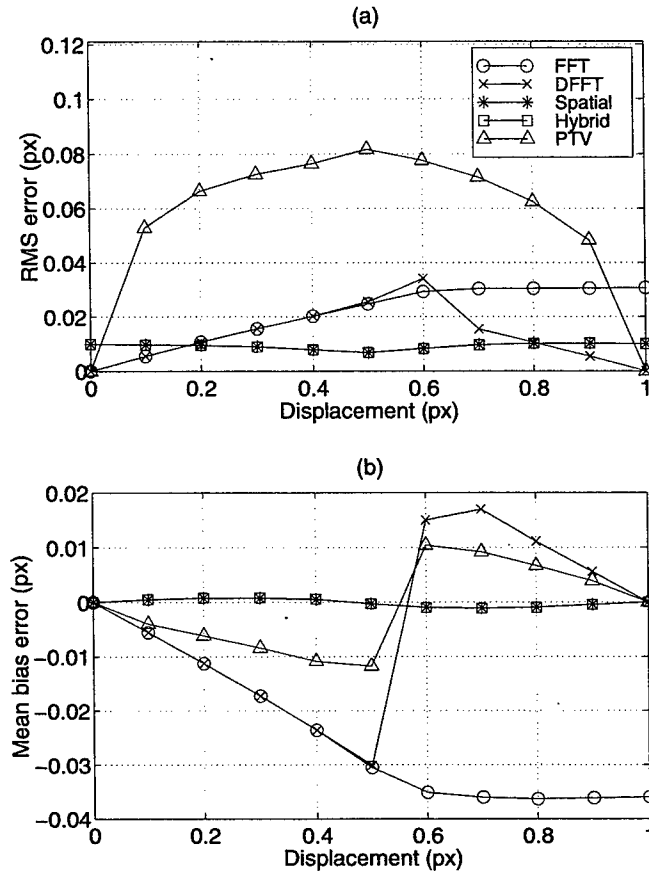 (a)
0.12
0.1
0.08
0.06
0.04
0.02
0
RMS error (px)
FFT
DFFT
Spatial
Hybrid
PTV
0 0.2 0.4 0.6 0.8 1
Displacement (px)
(b)
0.02
0.01
0
−0.01
−0.02
−0.03
−0.04
Mean bias error (px)
0 0.2 0.4 0.6 0.8 1
Displacement (px)